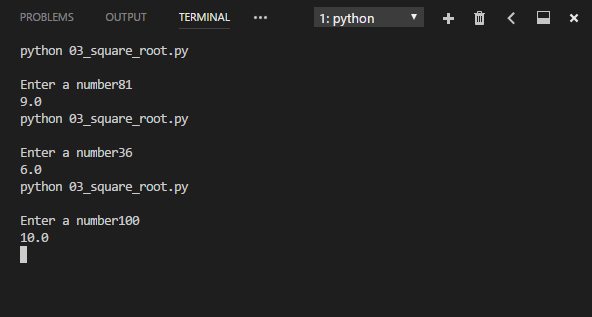 PROBLEMS OUTPUT TERMINAL ••• 1: python
python 03_square_root.py
Enter a number81
9.0
python 03_square_root.py
Enter a number36
6.0
python 03_square_root.py
Enter a number100
10.0